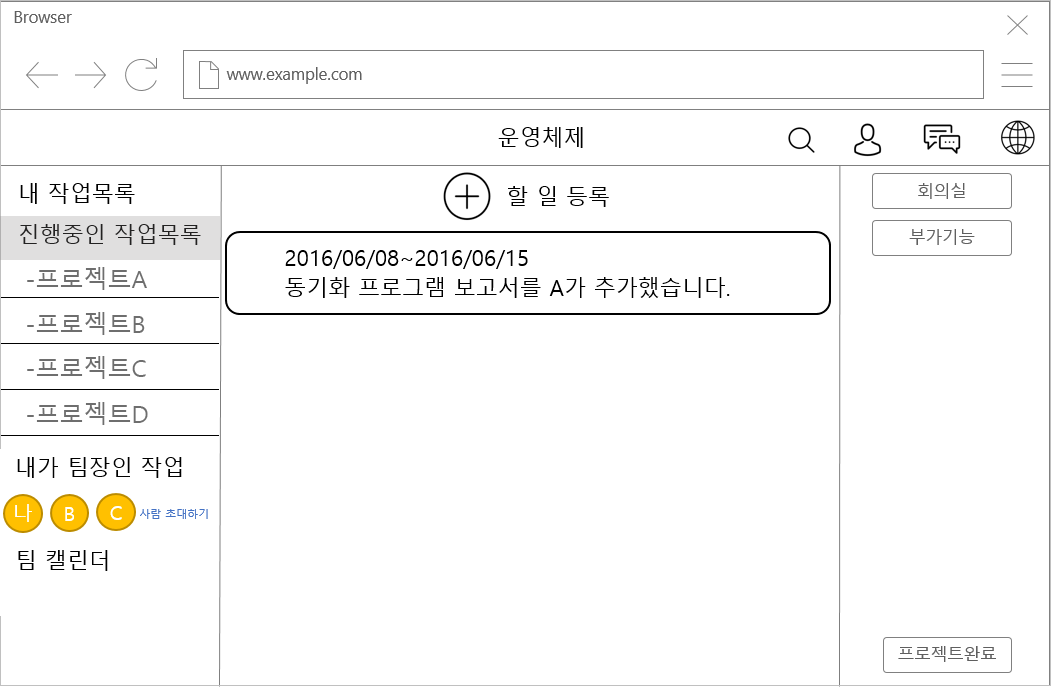 Browser
www.example.com
운영체제
내 작업목록
진행중인 작업목록
-프로젝트A
-프로젝트B
-프로젝트C
-프로젝트D
내가 팀장인 작업
나 B C 사람 초대하기
팀 캘린더
할 일 등록
2016/06/08~2016/06/15
동기화 프로그램 보고서를 A가 추가했습니다.
회의실
부가기능
프로젝트완료